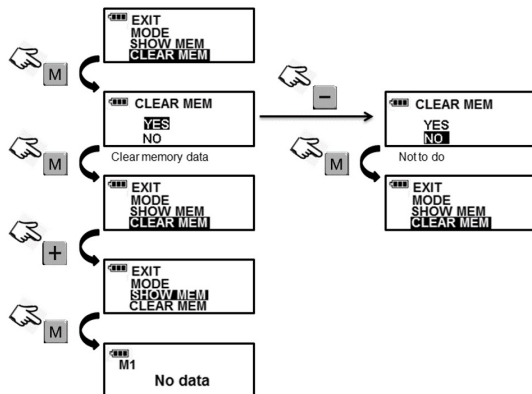 EXIT
MODE
SHOW MEM
CLEAR MEM
M
CLEAR MEM
YES
NO
Clear memory data
−
CLEAR MEM
YES
NO
Not to do
M
EXIT
MODE
SHOW MEM
CLEAR MEM
M
EXIT
MODE
SHOW MEM
CLEAR MEM
+
EXIT
MODE
SHOW MEM
CLEAR MEM
M
M1
No data